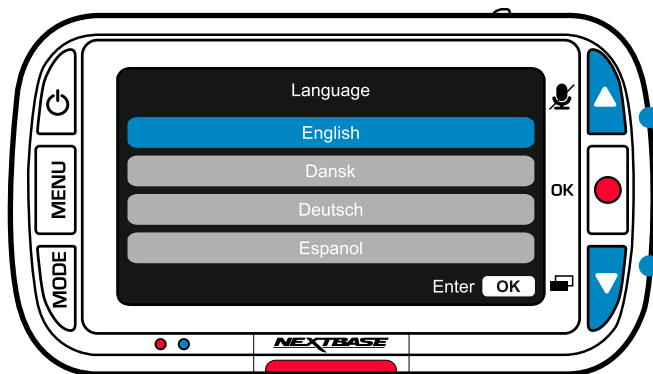 Language
English
Dansk
Deutsch
Espanol
Enter OK
MENU
MODE
OK
NEXTBASE